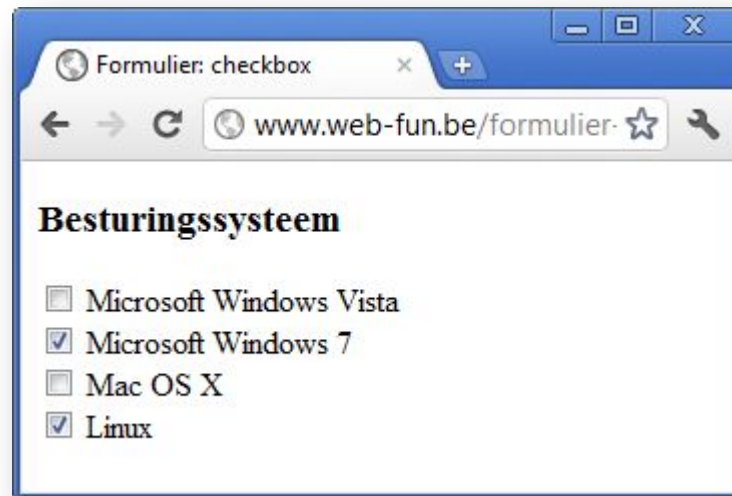 Formulier: checkbox
www.web-fun.be/formulier-
Besturingssysteem
Microsoft Windows Vista
Microsoft Windows 7
Mac OS X
Linux